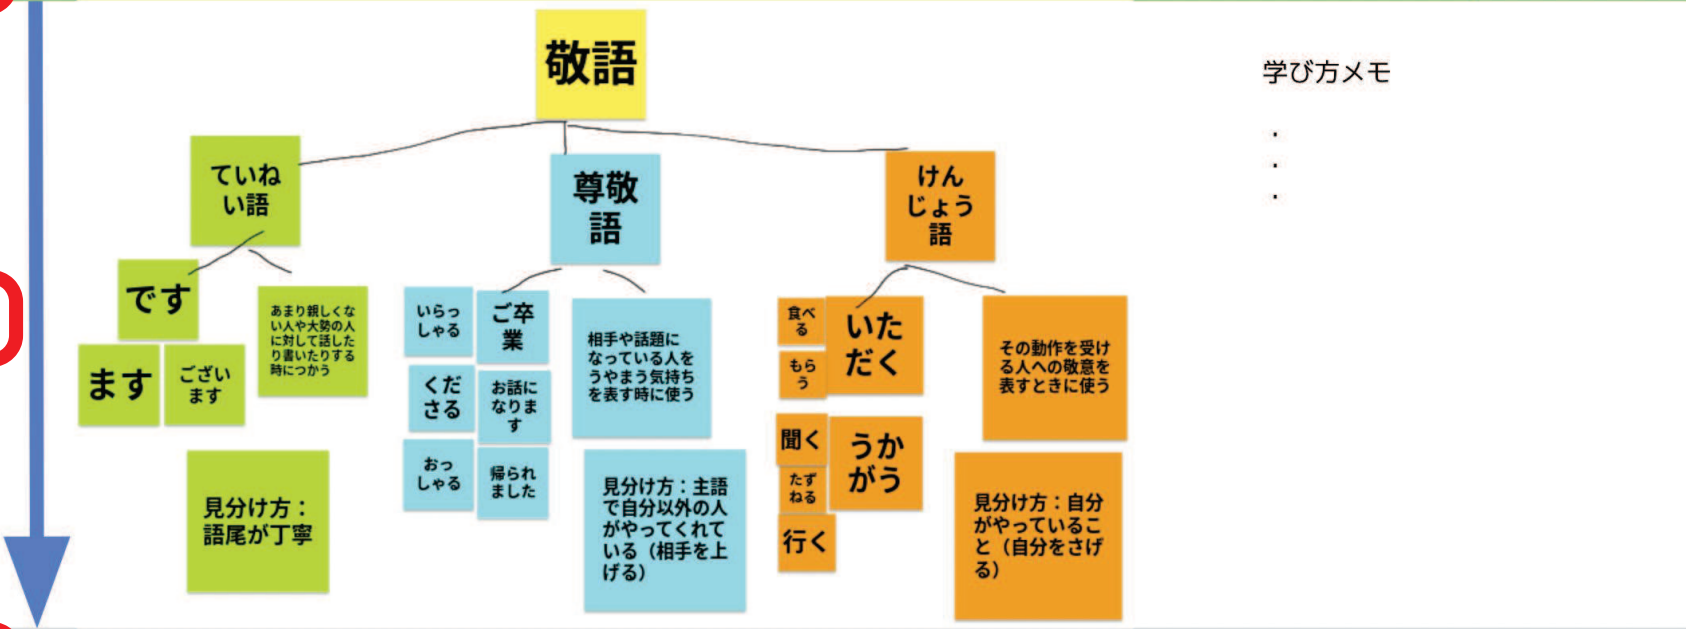 敬語
学び方メモ
・
・
・
ていね
い語
です
ます
ござい
ます
あまり親しくな
い人や大勢の人
に対して話した
り書いたりする
時につかう
見分け方：
語尾が丁寧
尊敬
語
いらっ
しゃる
ご卒
業
くだ
さる
お話に
なりま
す
おっ
しゃる
帰られ
ました
相手や話題に
なっている人を
うやまう気持ち
を表す時に使う
見分け方：主語
で自分以外の人
がやってくれて
いる（相手を上
げる）
けん
じょう
語
食べ
る
もら
う
いた
だく
聞く
たず
ねる
行く
うか
がう
その動作を受け
る人への敬意を
表すときに使う
見分け方：自分
がやっているこ
と（自分をさげ
る）